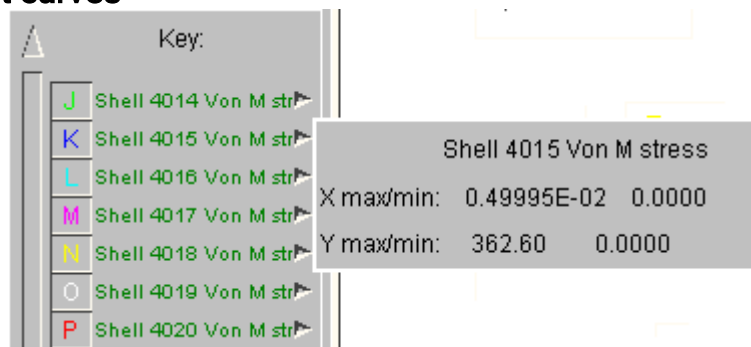 t curves
Key:
J Shell 4014 Von M str
K Shell 4015 Von M str
L Shell 4016 Von M str
M Shell 4017 Von M str
N Shell 4018 Von M str
O Shell 4019 Von M str
P Shell 4020 Von M str
Shell 4015 Von M stress
X max/min: 0.49995E-02 0.0000
Y max/min: 362.60 0.0000